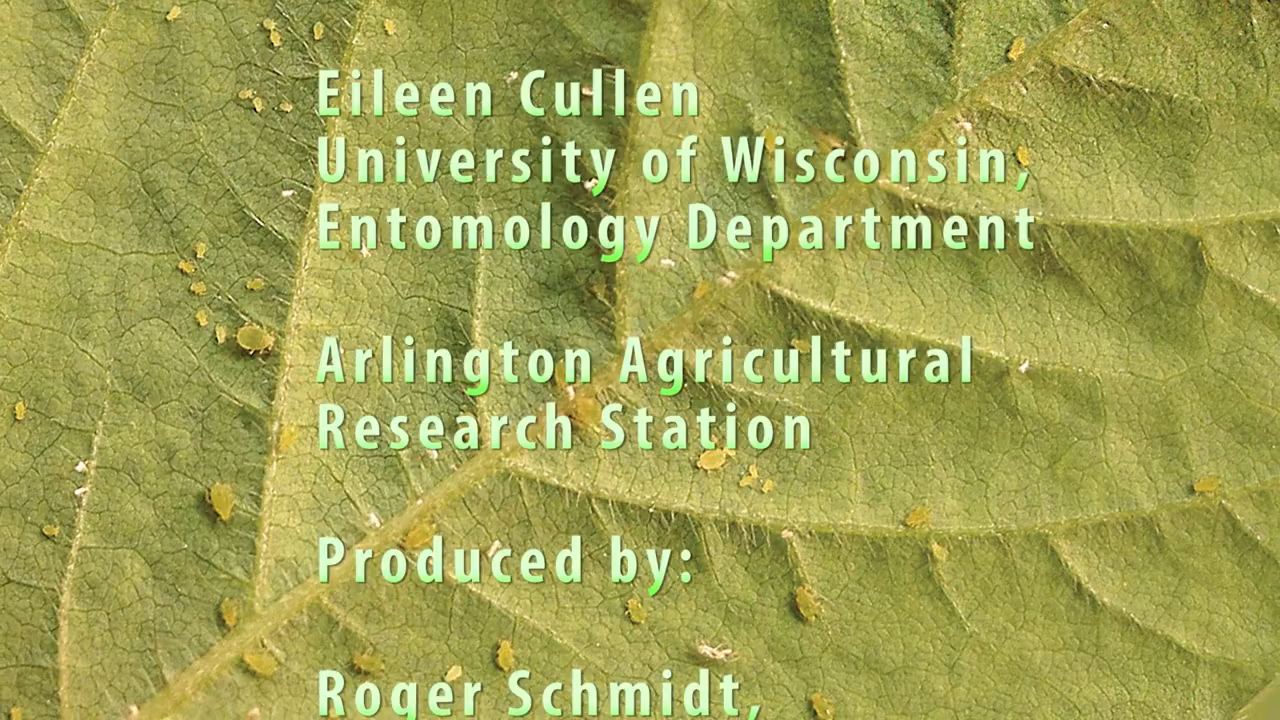 Eileen Cullen
University of Wisconsin,
Entomology Department
Arlington Agricultural
Research Station
Produced by:
Roger Schmidt,